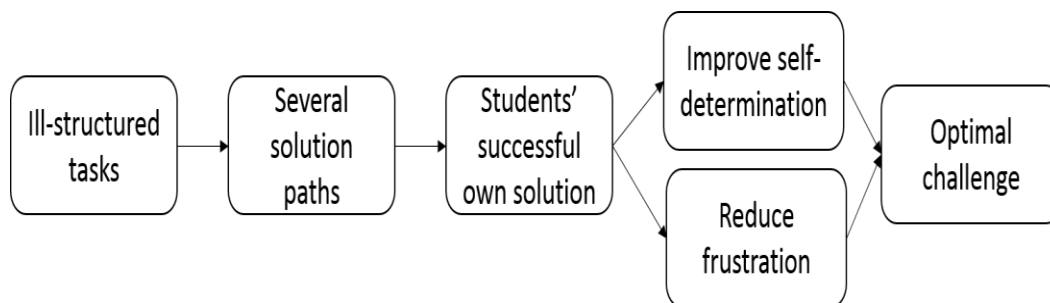 Ill-structured
tasks
Several
solution
paths
Students’
successful
own solution
Improve self-
determination
Reduce
frustration
Optimal
challenge